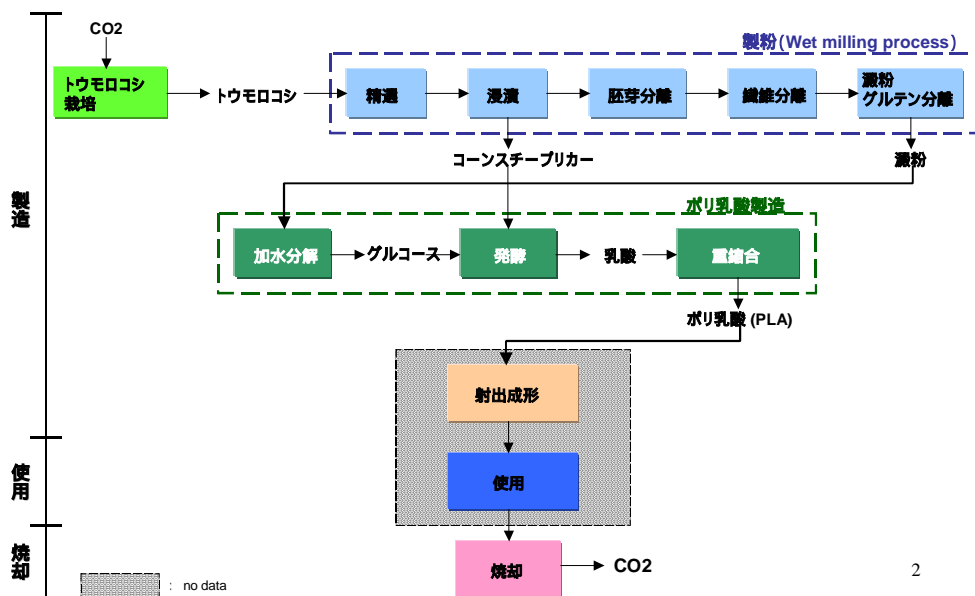 CO2
製粉(Wet milling process)
トウモロコシ
栽培
トウモロコシ
精選
浸漬
胚芽分離
繊維分離
澱粉
グルテン分離
コーンスチープリカー
澱粉
製造
ポリ乳酸製造
加水分解
グルコース
発酵
乳酸
重縮合
ポリ乳酸 (PLA)
射出成形
使用
使用
焼却
焼却
CO2
: no data
2